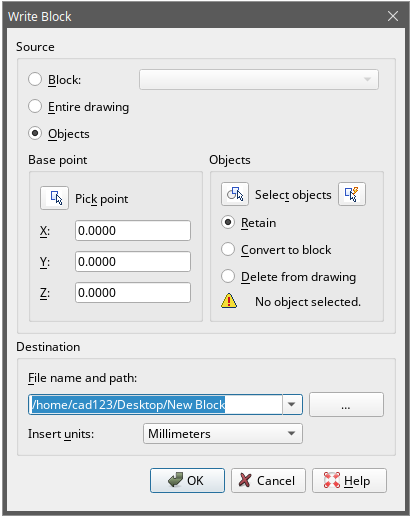 Write Block
Source
Block:
Entire drawing
Objects
Base point
Pick point
X: 0.0000
Y: 0.0000
Z: 0.0000
Objects
Select objects
Retain
Convert to block
Delete from drawing
No object selected.
Destination
File name and path:
/home/cad123/Desktop/New Block
...
Insert units: Millimeters
OK Cancel Help